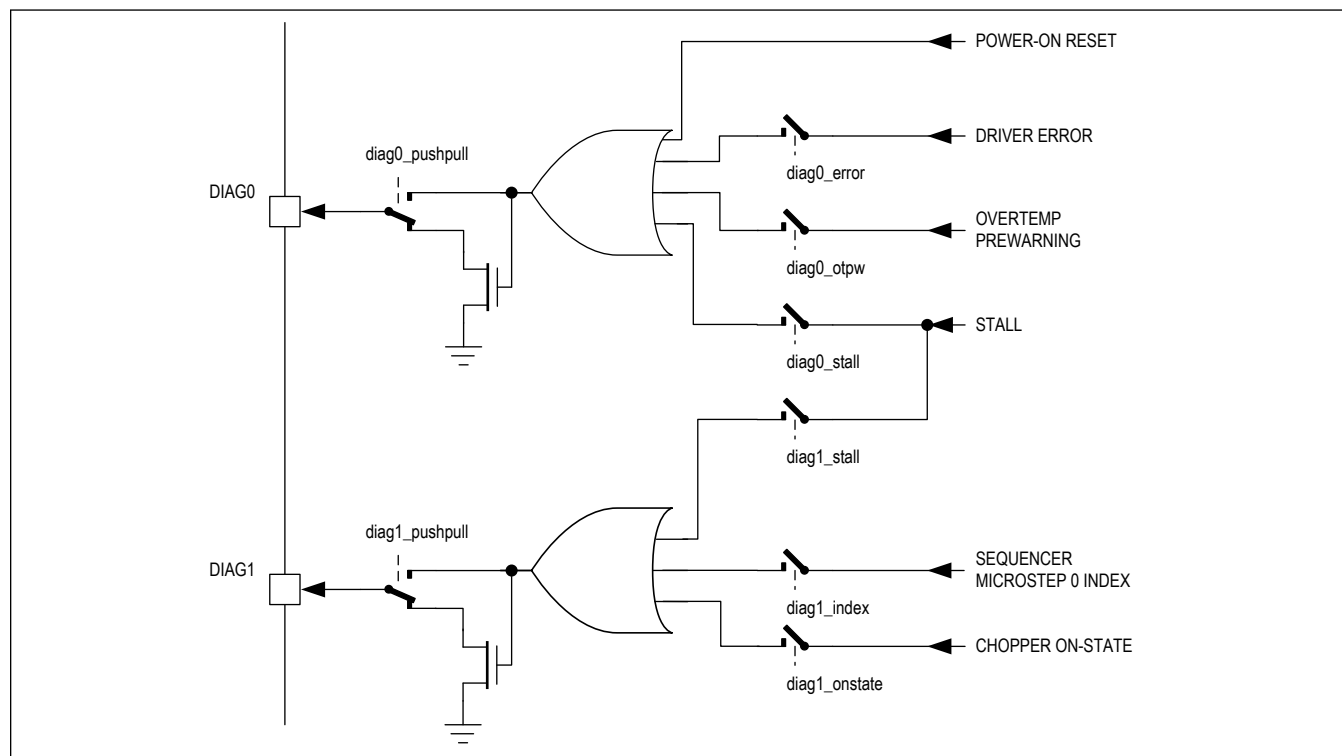 POWER-ON RESET
DRIVER ERROR
diag0_pushpull
diag0_error
DIAG0
OVERTEMP
PREWARNING
diag0_otpw
STALL
diag0_stall
diag1_stall
diag1_pushpull
DIAG1
SEQUENCER
MICROSTEP 0 INDEX
diag1_index
CHOPPER ON-STATE
diag1_onstate